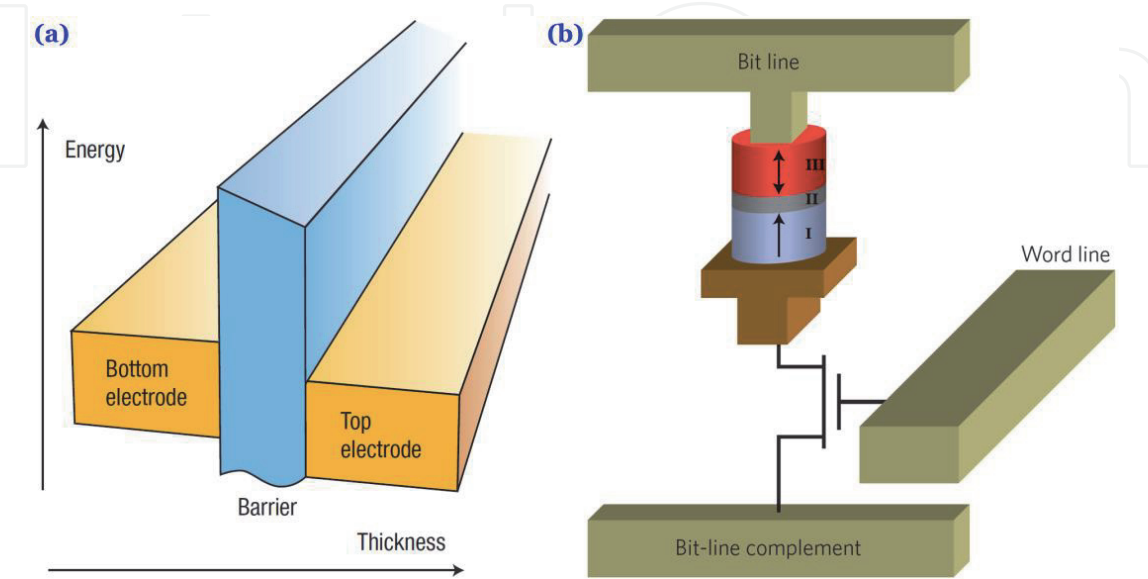 (a)
Energy
Bottom
electrode
Top
electrode
Barrier
Thickness
(b)
Bit line
III
II
I
Word line
Bit-line complement